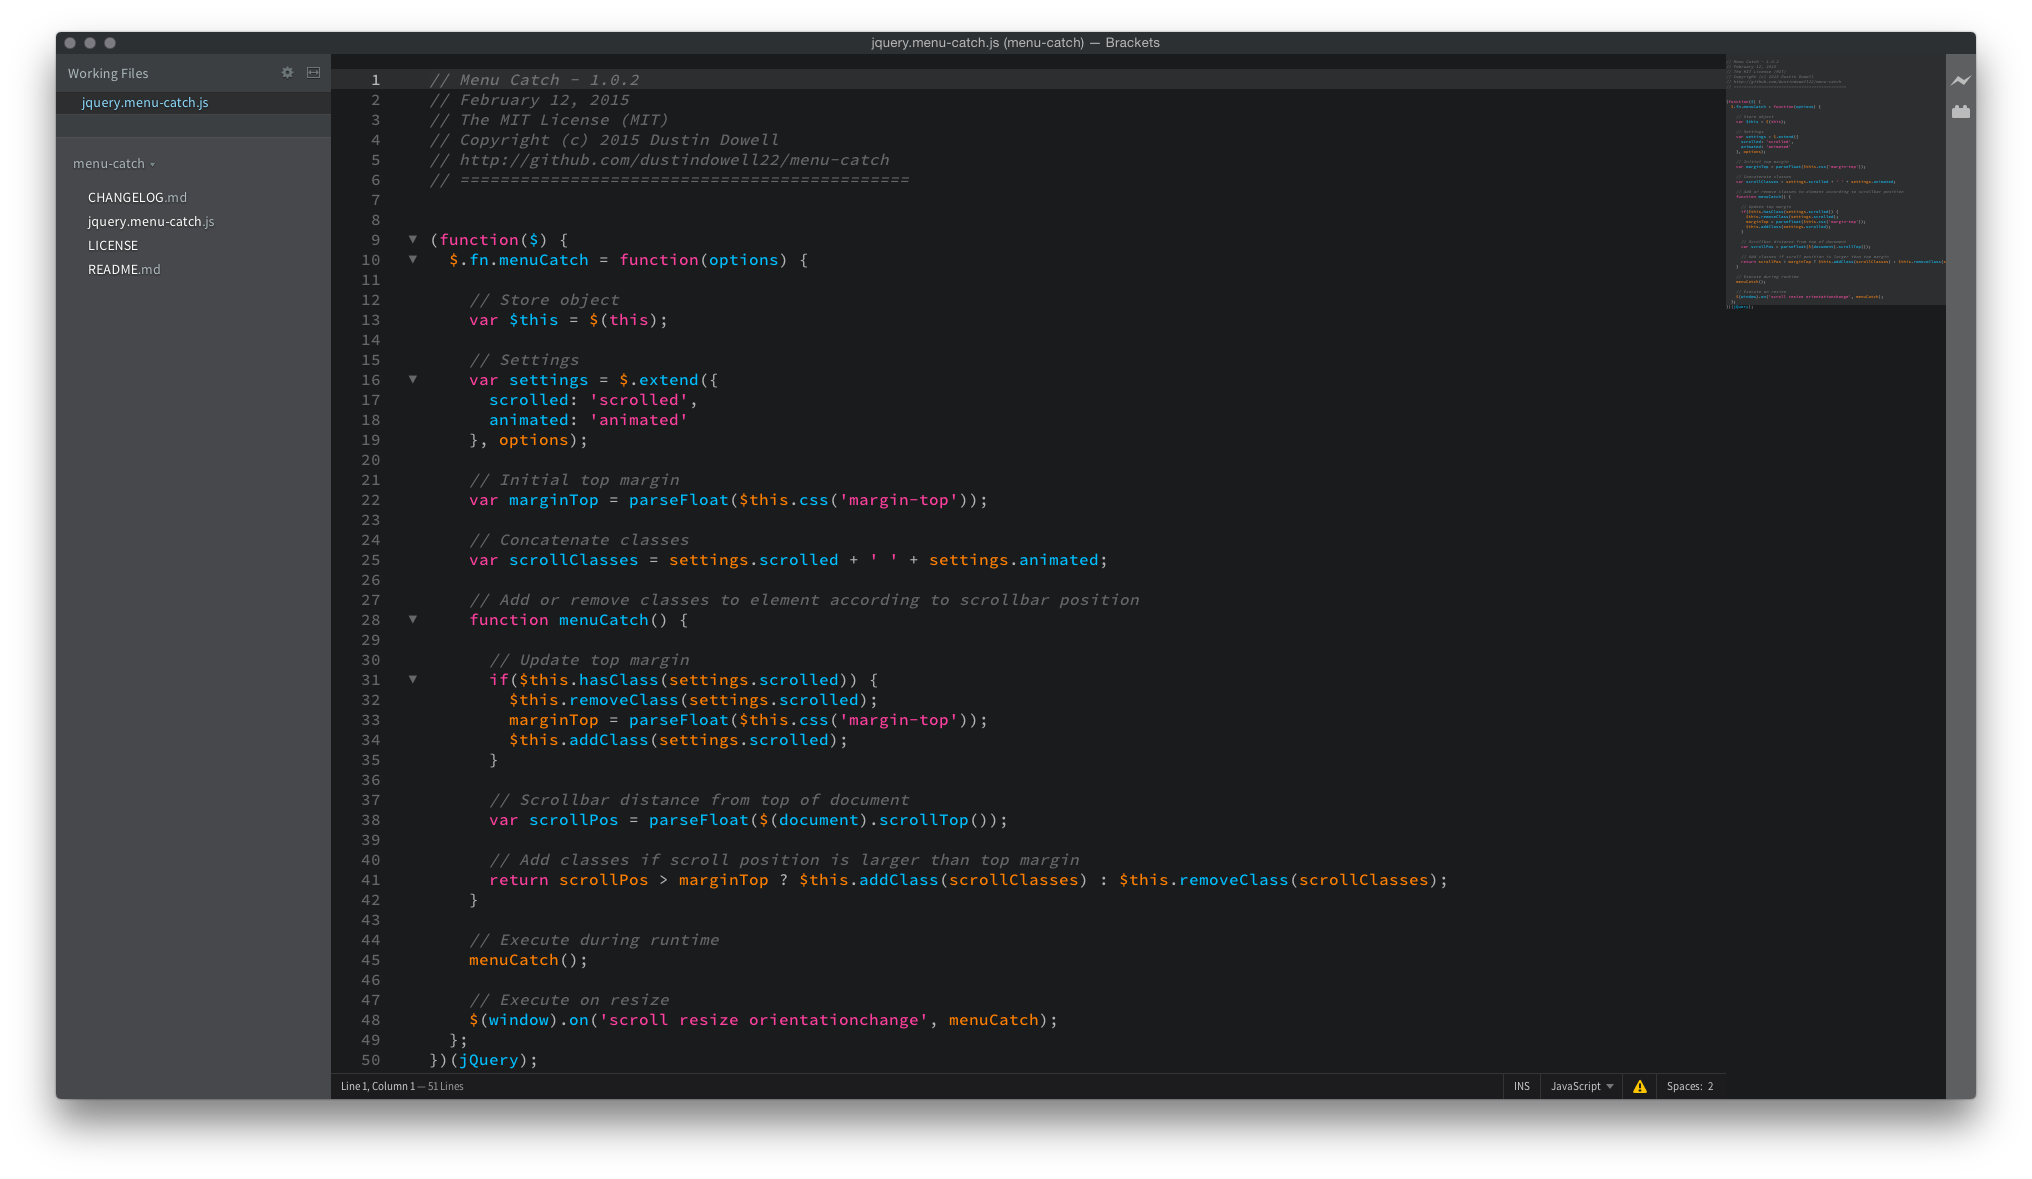 jquery.menu-catch.js (menu-catch) — Brackets
Working Files
jquery.menu-catch.js
menu-catch
CHANGELOG.md
jquery.menu-catch.js
LICENSE
README.md
1 // Menu Catch - 1.0.2
2 // February 12, 2015
3 // The MIT License (MIT)
4 // Copyright (c) 2015 Dustin Dowell
5 // http://github.com/dustindowell22/menu-catch
6 // =============================================
7
8
9 (function($) {
10   $.fn.menuCatch = function(options) {
11
12     // Store object
13     var $this = $(this);
14
15     // Settings
16     var settings = $.extend({
17       scrolled: 'scrolled',
18       animated: 'animated'
19     }, options);
20
21     // Initial top margin
22     var marginTop = parseFloat($this.css('margin-top'));
23
24     // Concatenate classes
25     var scrollClasses = settings.scrolled + ' ' + settings.animated;
26
27     // Add or remove classes to element according to scrollbar position
28     function menuCatch() {
29
30       // Update top margin
31       if($this.hasClass(settings.scrolled)) {
32         $this.removeClass(settings.scrolled);
33         marginTop = parseFloat($this.css('margin-top'));
34         $this.addClass(settings.scrolled);
35       }
36
37       // Scrollbar distance from top of document
38       var scrollPos = parseFloat($(document).scrollTop());
39
40       // Add classes if scroll position is larger than top margin
41       return scrollPos > marginTop ? $this.addClass(scrollClasses) : $this.removeClass(scrollClasses);
42     }
43
44     // Execute during runtime
45     menuCatch();
46
47     // Execute on resize
48     $(window).on('scroll resize orientationchange', menuCatch);
49   };
50 })(jQuery);
Line 1, Column 1 — 51 Lines
INS
JavaScript
Spaces: 2